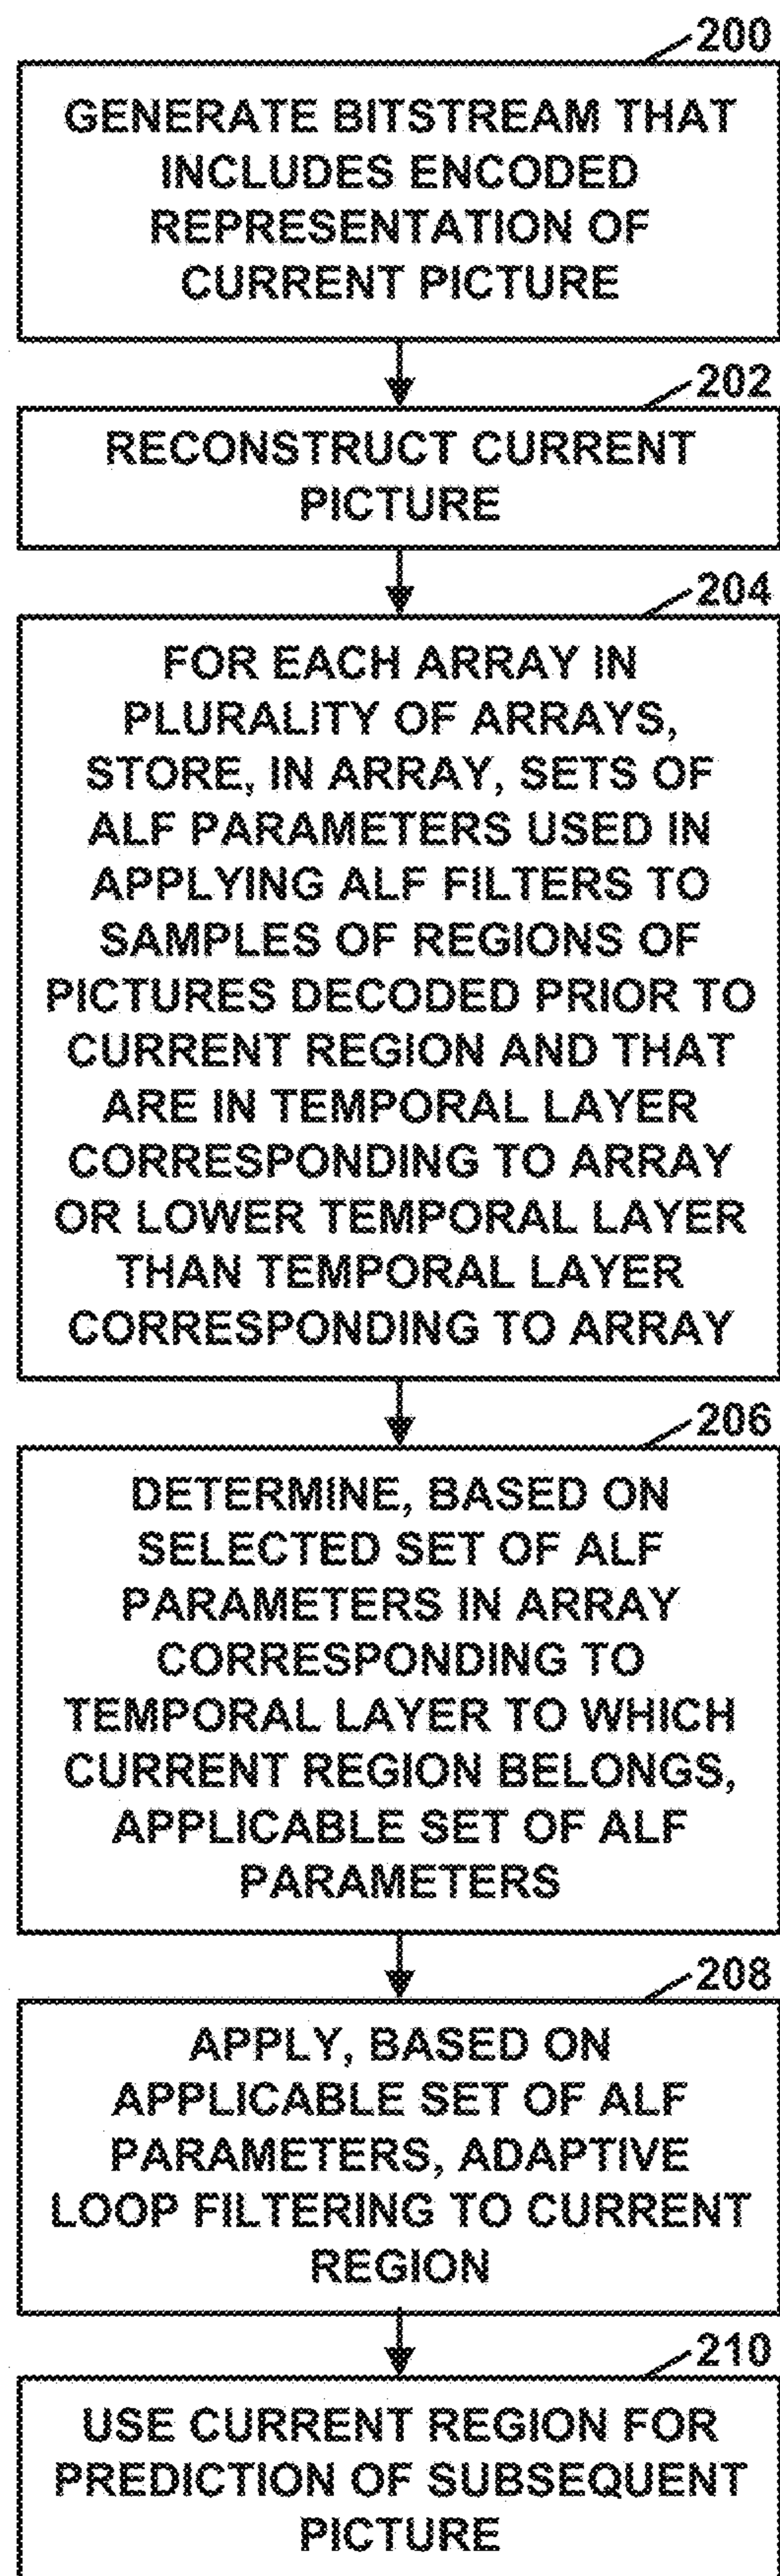 200
GENERATE BITSTREAM THAT
INCLUDES ENCODED
REPRESENTATION OF
CURRENT PICTURE
202
RECONSTRUCT CURRENT
PICTURE
204
FOR EACH ARRAY IN
PLURALITY OF ARRAYS,
STORE, IN ARRAY, SETS OF
ALF PARAMETERS USED IN
APPLYING ALF FILTERS TO
SAMPLES OF REGIONS OF
PICTURES DECODED PRIOR TO
CURRENT REGION AND THAT
ARE IN TEMPORAL LAYER
CORRESPONDING TO ARRAY
OR LOWER TEMPORAL LAYER
THAN TEMPORAL LAYER
CORRESPONDING TO ARRAY
206
DETERMINE, BASED ON
SELECTED SET OF ALF
PARAMETERS IN ARRAY
CORRESPONDING TO
TEMPORAL LAYER TO WHICH
CURRENT REGION BELONGS,
APPLICABLE SET OF ALF
PARAMETERS
208
APPLY, BASED ON
APPLICABLE SET OF ALF
PARAMETERS, ADAPTIVE
LOOP FILTERING TO CURRENT
REGION
210
USE CURRENT REGION FOR
PREDICTION OF SUBSEQUENT
PICTURE